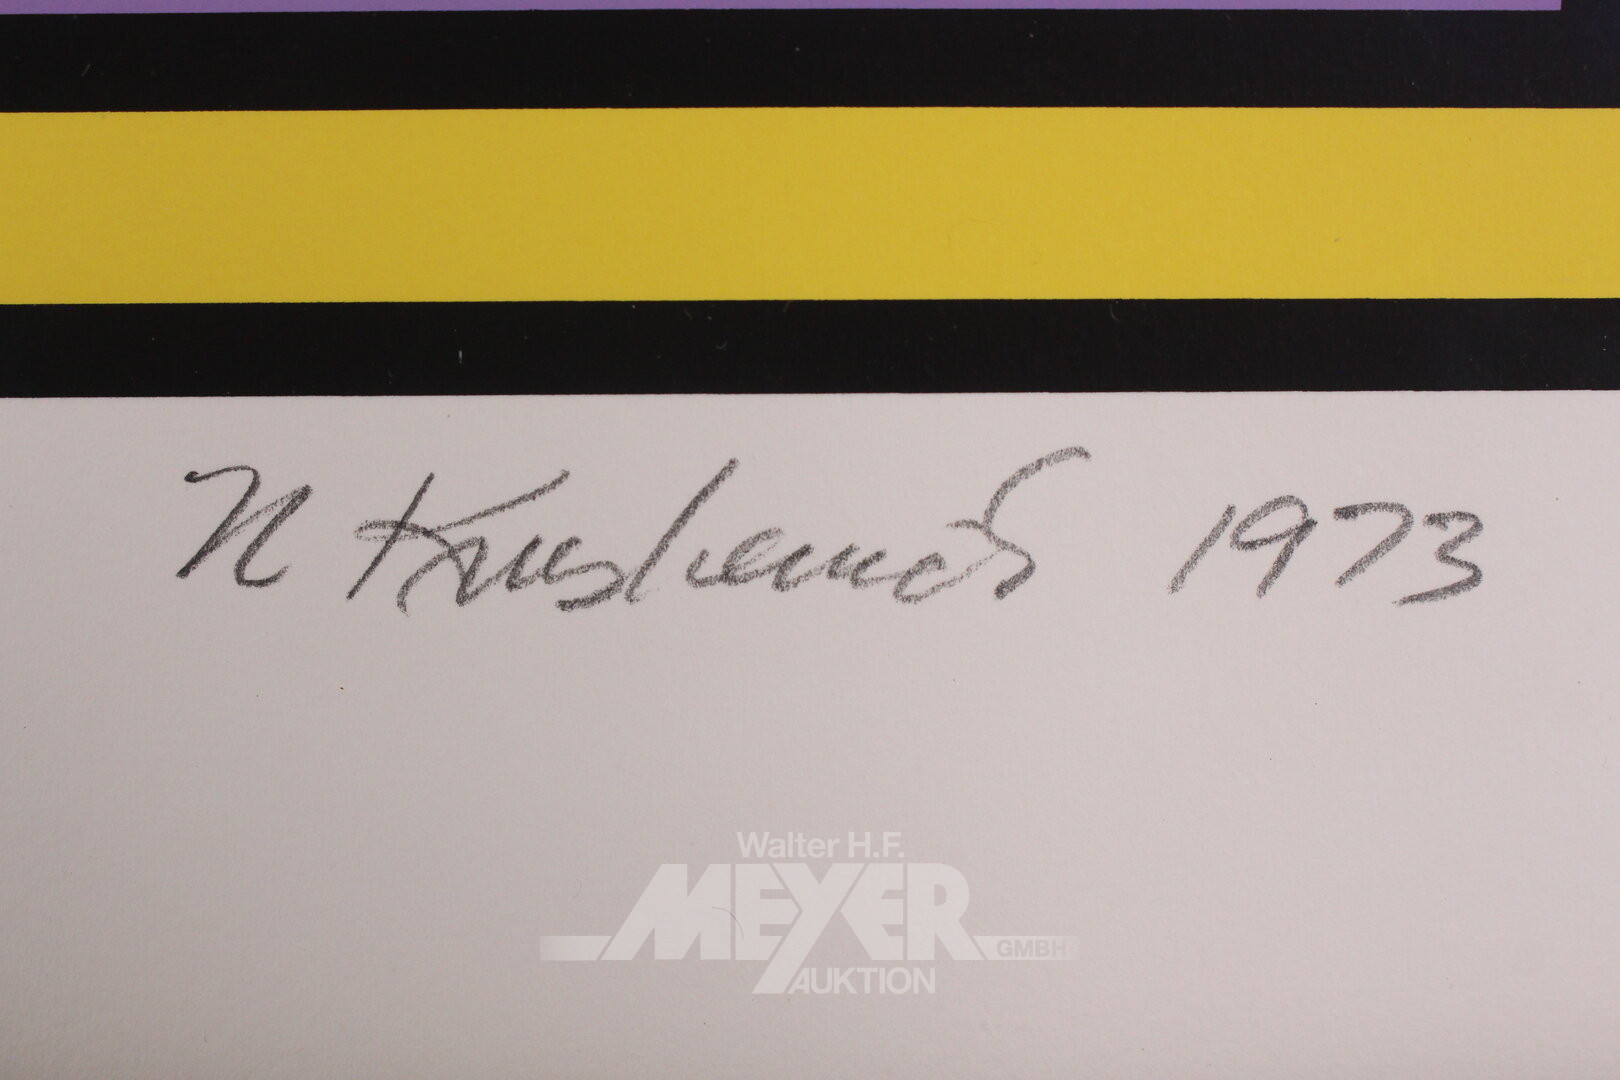 N Krushenick 1973
Walter H.F.
MEYER
GMBH
AUKTION